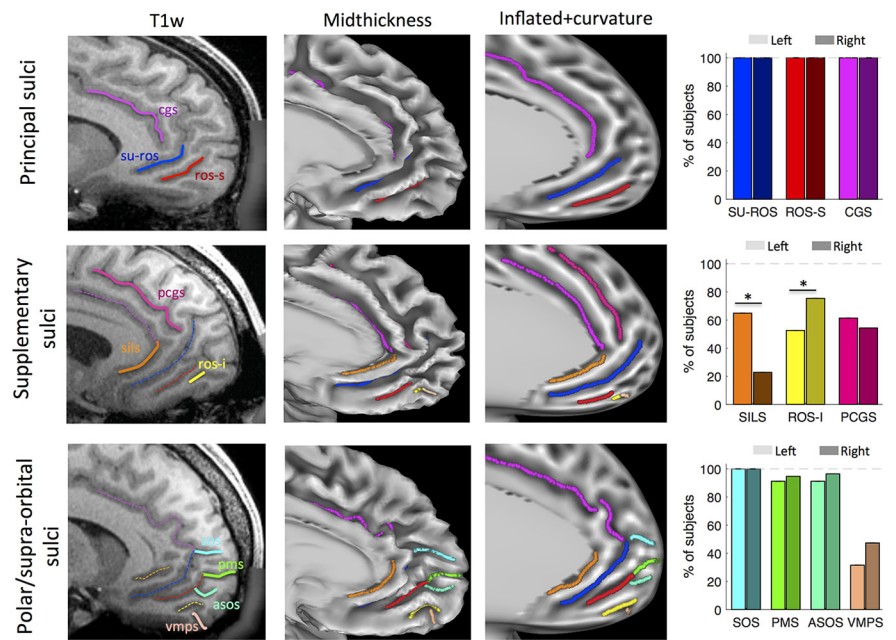 T1w
Midthickness
Inflated+curvature
Principal sulci
cgs
su-ros
ros-s
Left
Right
% of subjects
100
80
60
40
20
0
SU-ROS
ROS-S
CGS
Supplementary
sulci
pcgs
sils
ros-i
Left
Right
% of subjects
100
80
60
40
20
0
*
*
SILS
ROS-I
PCGS
Polar/supra-orbital
sulci
pms
asos
vmps
Left
Right
% of subjects
100
80
60
40
20
0
SOS
PMS
ASOS
VMPS